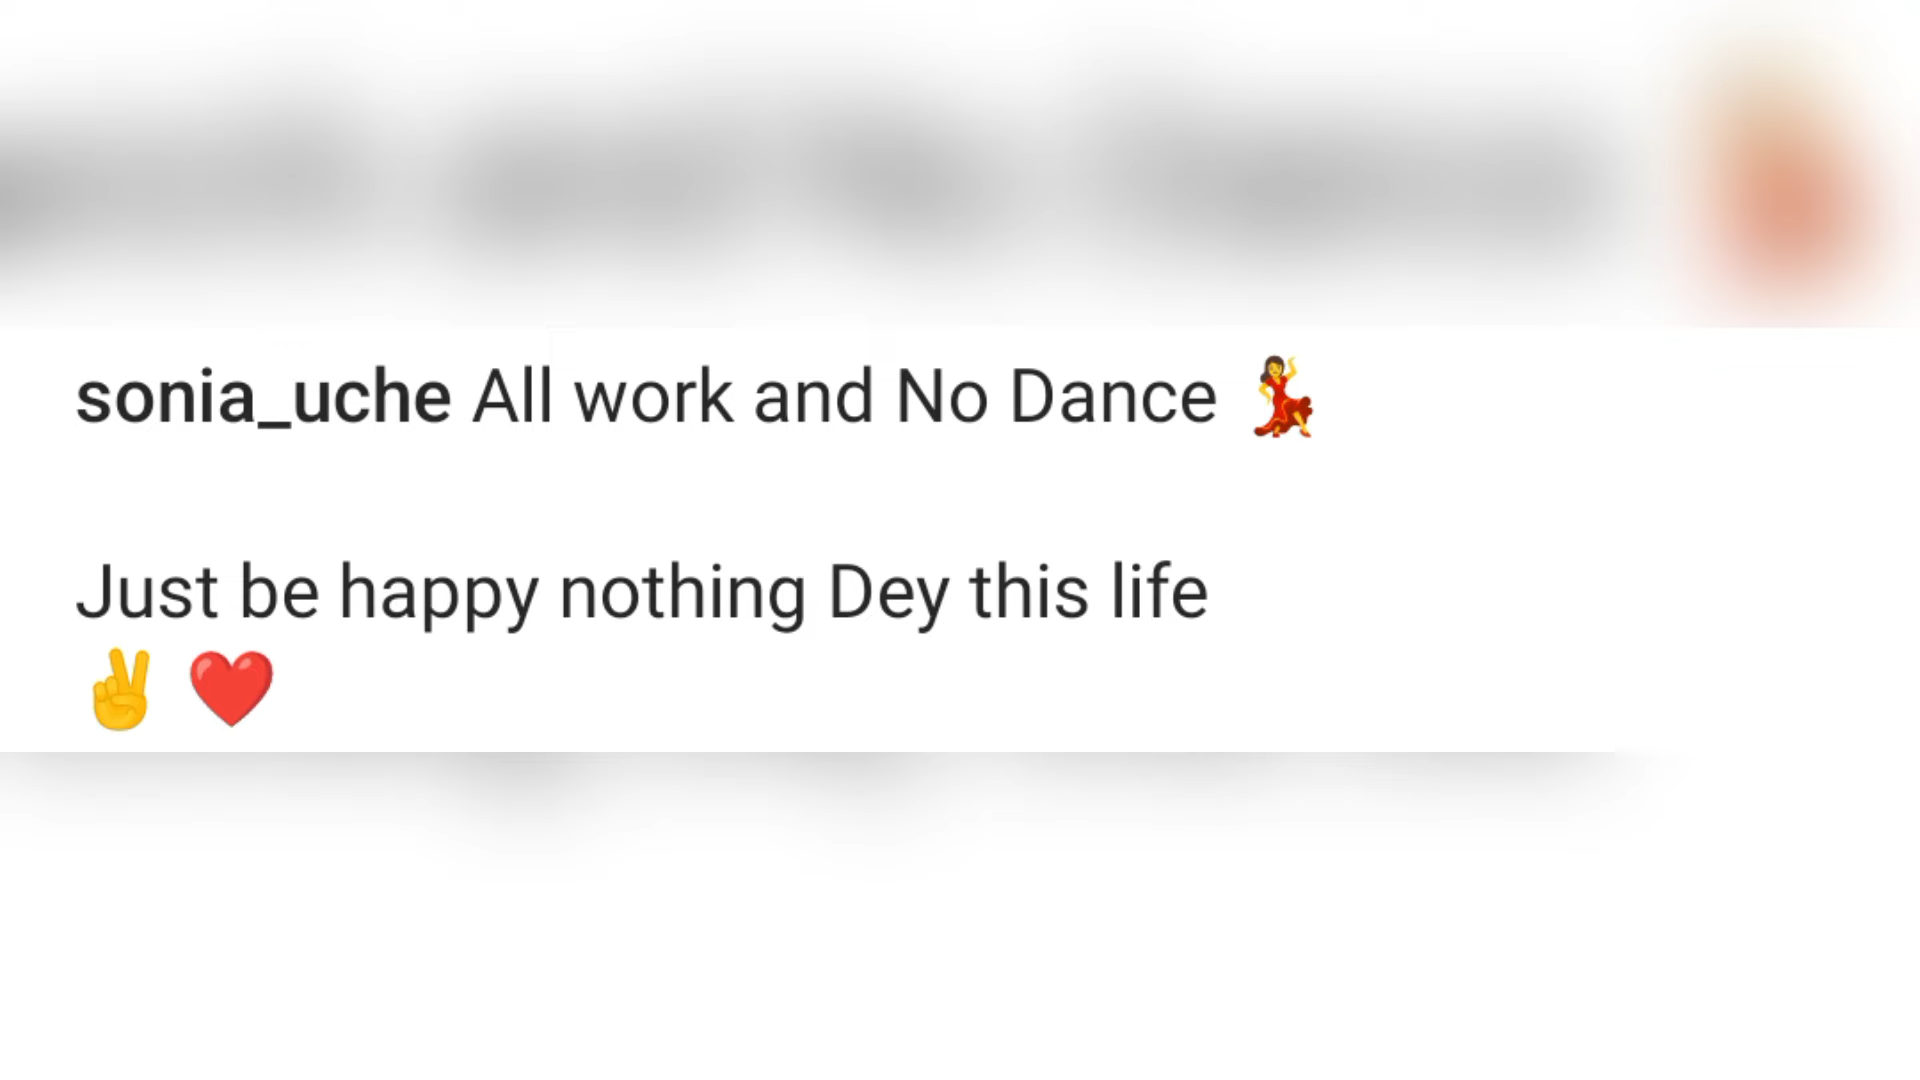 sonia_uche All work and No Dance 💃
Just be happy nothing Dey this life
✌️ ❤️